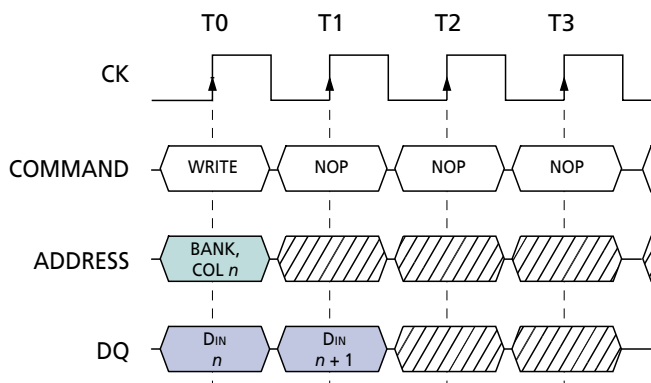 T0 T1 T2 T3
CK
COMMAND WRITE NOP NOP NOP
ADDRESS BANK, COL n
DQ DIN n DIN n + 1